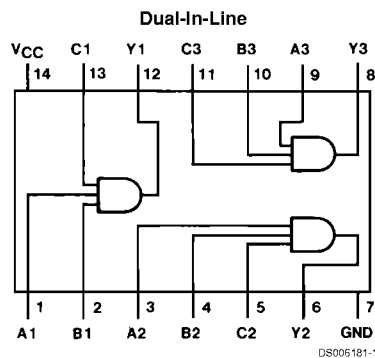 Dual-In-Line
VCC C1 Y1 C3 B3 A3 Y3
14 13 12 11 10 9 8
1 2 3 4 5 6 7
A1 B1 A2 B2 C2 Y2 GND
DS006181-1